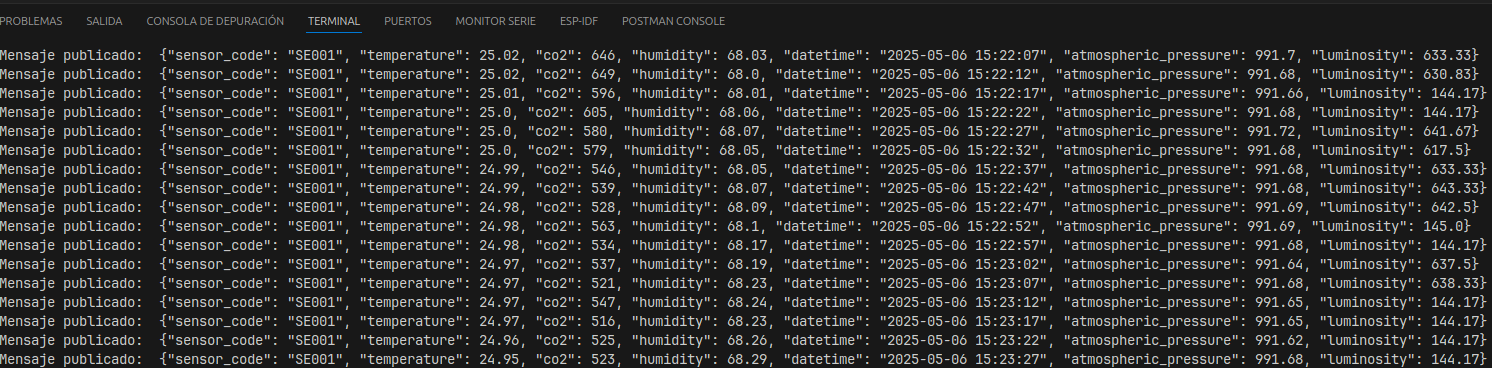 PROBLEMAS SALIDA CONSOLA DE DEPURACIÓN TERMINAL PUERTOS MONITOR SERIE ESP-IDF POSTMAN CONSOLE
Mensaje publicado:  {"sensor_code": "SE001", "temperature": 25.02, "co2": 646, "humidity": 68.03, "datetime": "2025-05-06 15:22:07", "atmospheric_pressure": 991.7, "luminosity": 633.33}
Mensaje publicado:  {"sensor_code": "SE001", "temperature": 25.02, "co2": 649, "humidity": 68.0, "datetime": "2025-05-06 15:22:12", "atmospheric_pressure": 991.68, "luminosity": 630.83}
Mensaje publicado:  {"sensor_code": "SE001", "temperature": 25.01, "co2": 596, "humidity": 68.01, "datetime": "2025-05-06 15:22:17", "atmospheric_pressure": 991.66, "luminosity": 144.17}
Mensaje publicado:  {"sensor_code": "SE001", "temperature": 25.0, "co2": 605, "humidity": 68.06, "datetime": "2025-05-06 15:22:22", "atmospheric_pressure": 991.68, "luminosity": 144.17}
Mensaje publicado:  {"sensor_code": "SE001", "temperature": 25.0, "co2": 580, "humidity": 68.07, "datetime": "2025-05-06 15:22:27", "atmospheric_pressure": 991.72, "luminosity": 641.67}
Mensaje publicado:  {"sensor_code": "SE001", "temperature": 25.0, "co2": 579, "humidity": 68.05, "datetime": "2025-05-06 15:22:32", "atmospheric_pressure": 991.68, "luminosity": 617.5}
Mensaje publicado:  {"sensor_code": "SE001", "temperature": 24.99, "co2": 546, "humidity": 68.05, "datetime": "2025-05-06 15:22:37", "atmospheric_pressure": 991.68, "luminosity": 633.33}
Mensaje publicado:  {"sensor_code": "SE001", "temperature": 24.99, "co2": 539, "humidity": 68.07, "datetime": "2025-05-06 15:22:42", "atmospheric_pressure": 991.68, "luminosity": 643.33}
Mensaje publicado:  {"sensor_code": "SE001", "temperature": 24.98, "co2": 528, "humidity": 68.09, "datetime": "2025-05-06 15:22:47", "atmospheric_pressure": 991.69, "luminosity": 642.5}
Mensaje publicado:  {"sensor_code": "SE001", "temperature": 24.98, "co2": 563, "humidity": 68.1, "datetime": "2025-05-06 15:22:52", "atmospheric_pressure": 991.69, "luminosity": 145.0}
Mensaje publicado:  {"sensor_code": "SE001", "temperature": 24.98, "co2": 534, "humidity": 68.17, "datetime": "2025-05-06 15:22:57", "atmospheric_pressure": 991.68, "luminosity": 144.17}
Mensaje publicado:  {"sensor_code": "SE001", "temperature": 24.97, "co2": 537, "humidity": 68.19, "datetime": "2025-05-06 15:23:02", "atmospheric_pressure": 991.64, "luminosity": 637.5}
Mensaje publicado:  {"sensor_code": "SE001", "temperature": 24.97, "co2": 521, "humidity": 68.23, "datetime": "2025-05-06 15:23:07", "atmospheric_pressure": 991.68, "luminosity": 638.33}
Mensaje publicado:  {"sensor_code": "SE001", "temperature": 24.97, "co2": 547, "humidity": 68.24, "datetime": "2025-05-06 15:23:12", "atmospheric_pressure": 991.65, "luminosity": 144.17}
Mensaje publicado:  {"sensor_code": "SE001", "temperature": 24.97, "co2": 516, "humidity": 68.23, "datetime": "2025-05-06 15:23:17", "atmospheric_pressure": 991.65, "luminosity": 144.17}
Mensaje publicado:  {"sensor_code": "SE001", "temperature": 24.96, "co2": 525, "humidity": 68.26, "datetime": "2025-05-06 15:23:22", "atmospheric_pressure": 991.62, "luminosity": 144.17}
Mensaje publicado:  {"sensor_code": "SE001", "temperature": 24.95, "co2": 523, "humidity": 68.29, "datetime": "2025-05-06 15:23:27", "atmospheric_pressure": 991.68, "luminosity": 144.17}